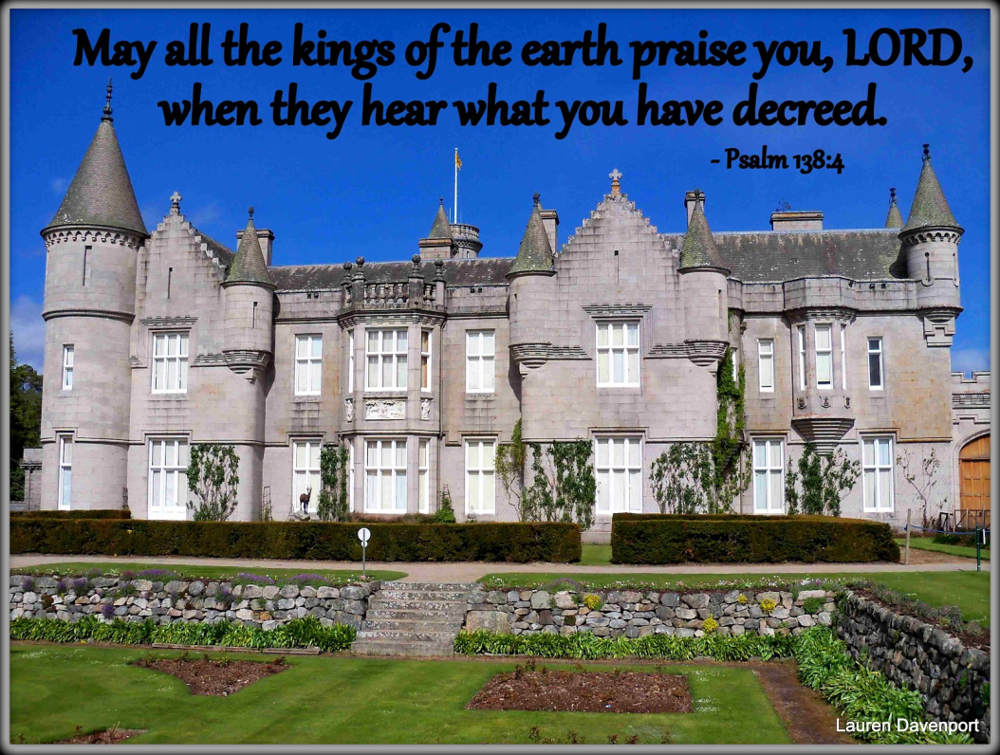 May all the kings of the earth praise you, LORD,
when they hear what you have decreed.
- Psalm 138:4
Lauren Davenport